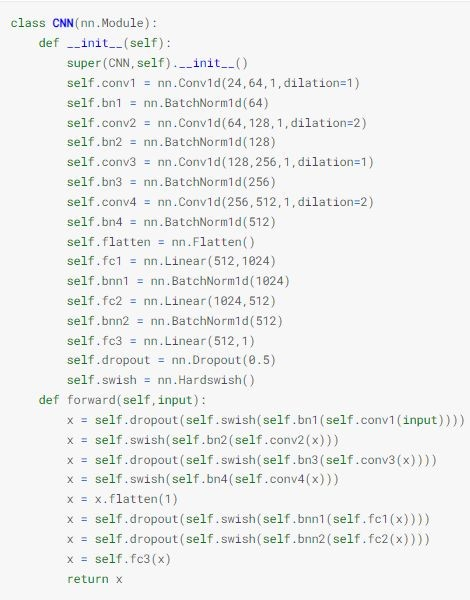 class CNN(nn.Module):
    def __init__(self):
        super(CNN,self).__init__()
        self.conv1 = nn.Conv1d(24,64,1,dilation=1)
        self.bn1 = nn.BatchNorm1d(64)
        self.conv2 = nn.Conv1d(64,128,1,dilation=2)
        self.bn2 = nn.BatchNorm1d(128)
        self.conv3 = nn.Conv1d(128,256,1,dilation=1)
        self.bn3 = nn.BatchNorm1d(256)
        self.conv4 = nn.Conv1d(256,512,1,dilation=2)
        self.bn4 = nn.BatchNorm1d(512)
        self.flatten = nn.Flatten()
        self.fc1 = nn.Linear(512,1024)
        self.bnn1 = nn.BatchNorm1d(1024)
        self.fc2 = nn.Linear(1024,512)
        self.bnn2 = nn.BatchNorm1d(512)
        self.fc3 = nn.Linear(512,1)
        self.dropout = nn.Dropout(0.5)
        self.swish = nn.Hardswish()
    def forward(self,input):
        x = self.dropout(self.swish(self.bn1(self.conv1(input))))
        x = self.swish(self.bn2(self.conv2(x)))
        x = self.dropout(self.swish(self.bn3(self.conv3(x))))
        x = self.swish(self.bn4(self.conv4(x)))
        x = x.flatten(1)
        x = self.dropout(self.swish(self.bnn1(self.fc1(x))))
        x = self.dropout(self.swish(self.bnn2(self.fc2(x))))
        x = self.fc3(x)
        return x